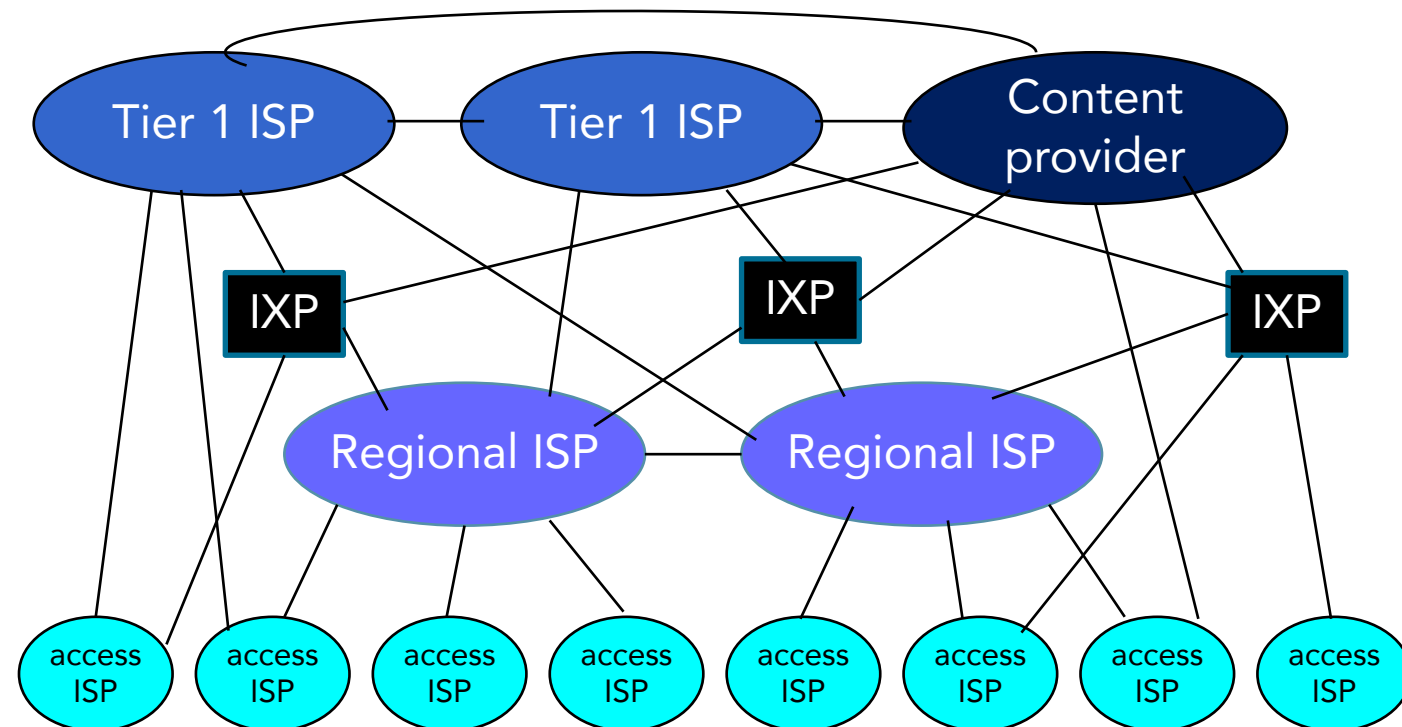 Tier 1 ISP
Tier 1 ISP
Content
provider
IXP
IXP
IXP
Regional ISP
Regional ISP
access
ISP
access
ISP
access
ISP
access
ISP
access
ISP
access
ISP
access
ISP
access
ISP